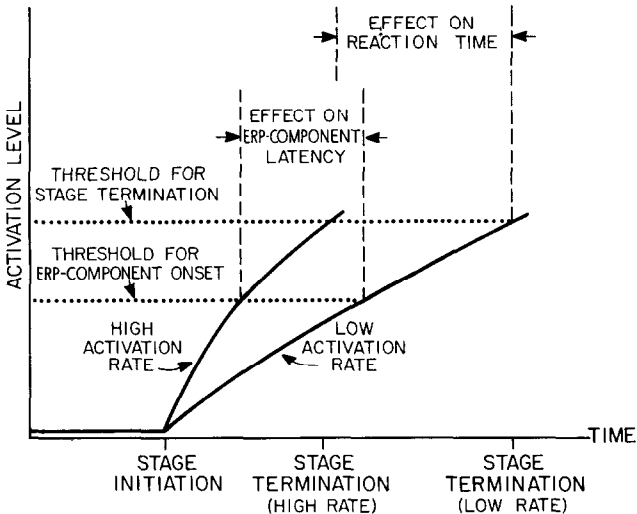 EFFECT ON
REACTION TIME
EFFECT ON
ERP-COMPONENT
LATENCY
ACTIVATION LEVEL
THRESHOLD FOR
STAGE TERMINATION
THRESHOLD FOR
ERP-COMPONENT ONSET
HIGH
ACTIVATION
RATE
LOW
ACTIVATION
RATE
TIME
STAGE
INITIATION
STAGE
TERMINATION
(HIGH RATE)
STAGE
TERMINATION
(LOW RATE)